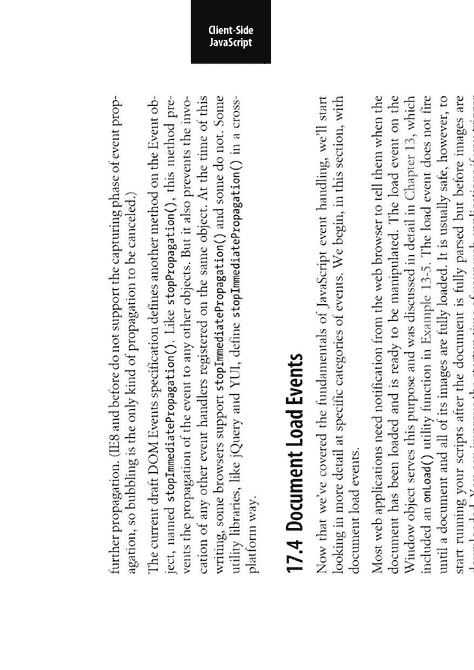 Client-Side
JavaScript
further propagation. (IE8 and before do not support the capturing phase of event prop-
agation, so bubbling is the only kind of propagation to be canceled.)
The current draft DOM Events specification defines another method on the Event ob-
ject, named stopImmediatePropagation(). Like stopPropagation(), this method pre-
vents the propagation of the event to any other objects. But it also prevents the invo-
cation of any other event handlers registered on the same object. At the time of this
writing, some browsers support stopImmediatePropagation() and some do not. Some
utility libraries, like jQuery and YUI, define stopImmediatePropagation() in a cross-
platform way.
17.4 Document Load Events
Now that we've covered the fundamentals of JavaScript event handling, we'll start
looking in more detail at specific categories of events. We begin, in this section, with
document load events.
Most web applications need notification from the web browser to tell them when the
document has been loaded and is ready to be manipulated. The load event on the
Window object serves this purpose and was discussed in detail in Chapter 13, which
included an onLoad() utility function in Example 13-5. The load event does not fire
until a document and all of its images are fully loaded. It is usually safe, however, to
start running your scripts after the document is fully parsed but before images are